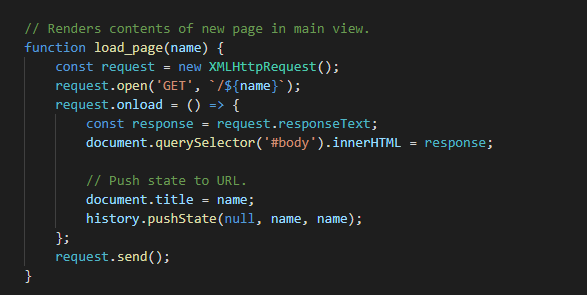 // Renders contents of new page in main view.
function load_page(name) {
    const request = new XMLHttpRequest();
    request.open('GET', `/${name}`);
    request.onload = () => {
        const response = request.responseText;
        document.querySelector('#body').innerHTML = response;

        // Push state to URL.
        document.title = name;
        history.pushState(null, name, name);
    };
    request.send();
}